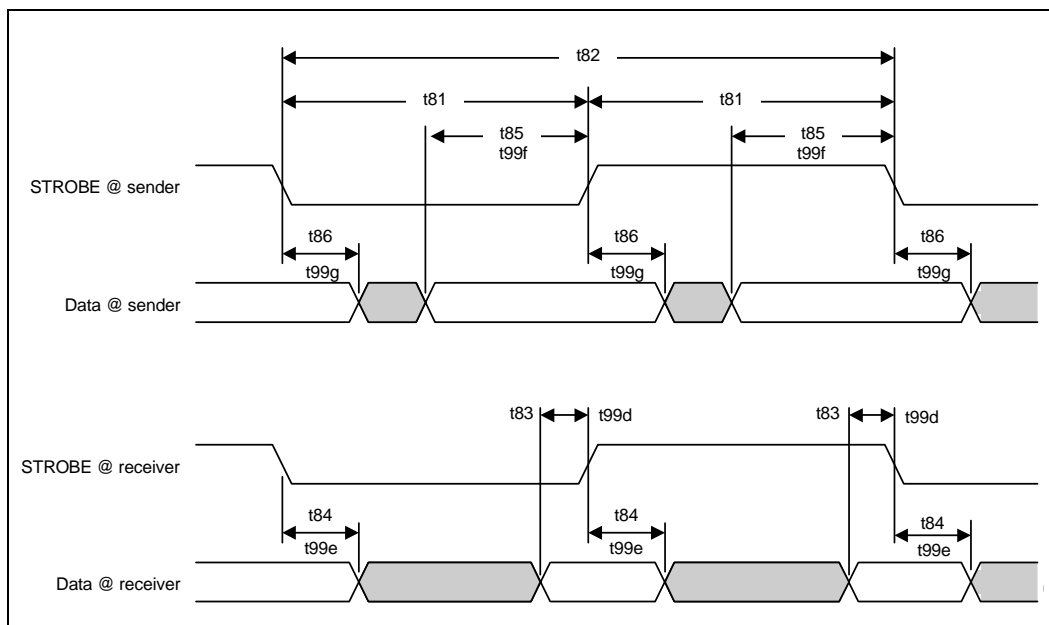 t82
t81 t81
t85 t85
t99f t99f
STROBE @ sender
t86 t86 t86
t99g t99g t99g
Data @ sender
t83 t99d t83 t99d
STROBE @ receiver
t84 t84 t84
t99e t99e t99e
Data @ receiver